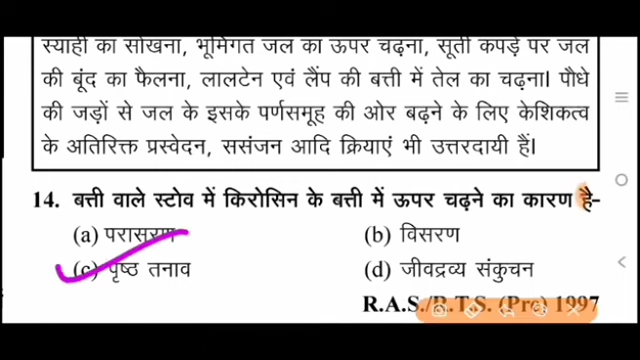 स्याही का सोखना, भूमिगत जल का ऊपर चढ़ना, सूती कपड़े पर जल
की बूंद का फैलना, लालटेन एवं लैंप की बत्ती में तेल का चढ़ना। पौधे
की जड़ों से जल के इसके पर्णसमूह की ओर बढ़ने के लिए केशिकत्व
के अतिरिक्त प्रस्वेदन, ससंजन आदि क्रियाएं भी उत्तरदायी हैं।
14. बत्ती वाले स्टोव में किरोसिन के बत्ती में ऊपर चढ़ने का कारण है-
(a) परासरण (b) विसरण
(c) पृष्ठ तनाव (d) जीवद्रव्य संकुचन
R.A.S./R.T.S. (Pre) 1997